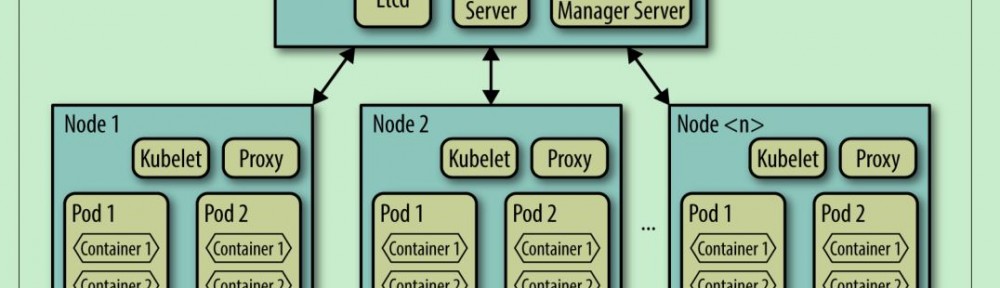 Etcd
Server
Manager Server
Node 1
Node 2
Node <n>
Kubelet
Proxy
Kubelet
Proxy
Kubelet
Proxy
Pod 1
Pod 2
Pod 1
Pod 2
...
Pod 1
Pod 2
Container 1
Container 1
Container 1
Container 1
Container 1
Container 1
Container 2
Container 2
Container 2
Container 2
Container 2
Container 2